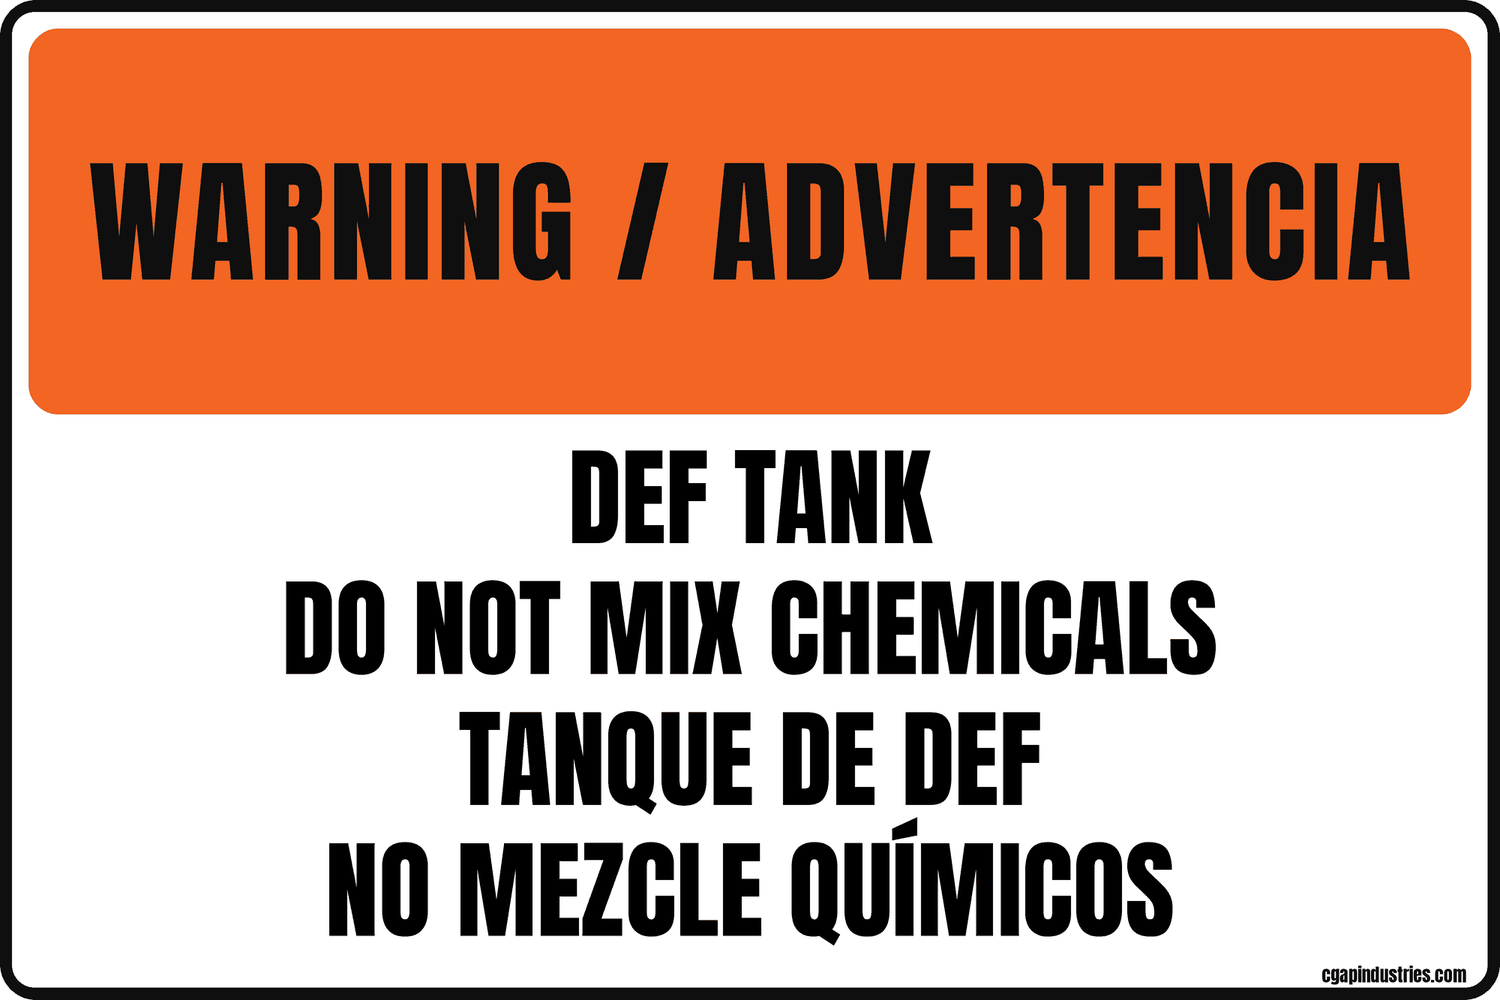 WARNING / ADVERTENCIA
DEF TANK
DO NOT MIX CHEMICALS
TANQUE DE DEF
NO MEZCLE QUÍMICOS
cgapindustries.com